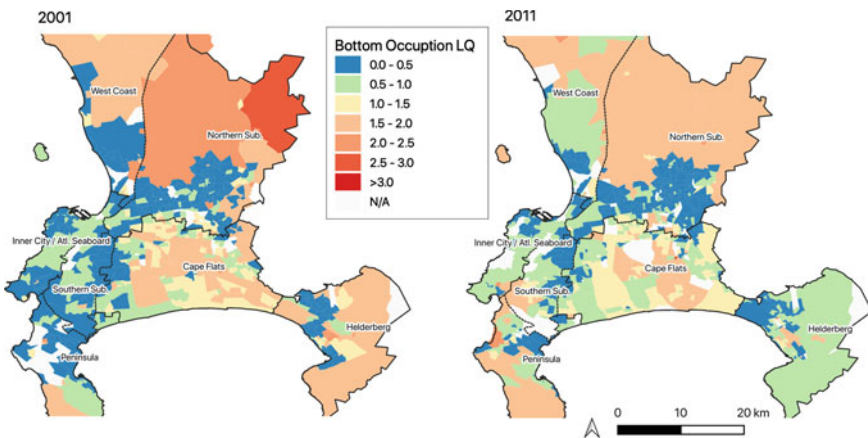 2001
2011
Bottom Occuption LQ
0.0 - 0.5
0.5 - 1.0
1.0 - 1.5
1.5 - 2.0
2.0 - 2.5
2.5 - 3.0
>3.0
N/A
West Coast
Northern Sub.
Inner City / Atl. Seaboard
Cape Flats
Southern Sub.
Helderberg
Peninsula
West Coast
Northern Sub.
Inner City / Atl. Seaboard
Cape Flats
Southern Sub.
Helderberg
Peninsula
0 10 20 km